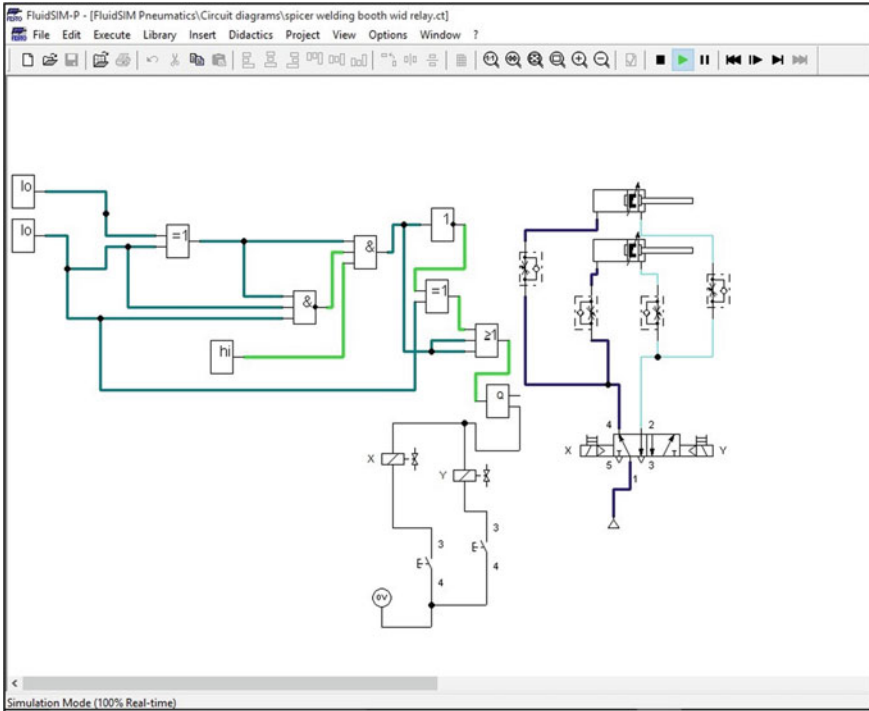 FluidSIM-P - [FluidSIM Pneumatics\Circuit diagrams\spicer welding booth wid relay.ct]
File Edit Execute Library Insert Didactics Project View Options Window ?
1:1
lo
lo
=1
&
1
&
=1
hi
≥1
Q
4 2
X Y
5 3
1
X
Y
3
3
E
E
4
4
0V
Simulation Mode (100% Real-time)